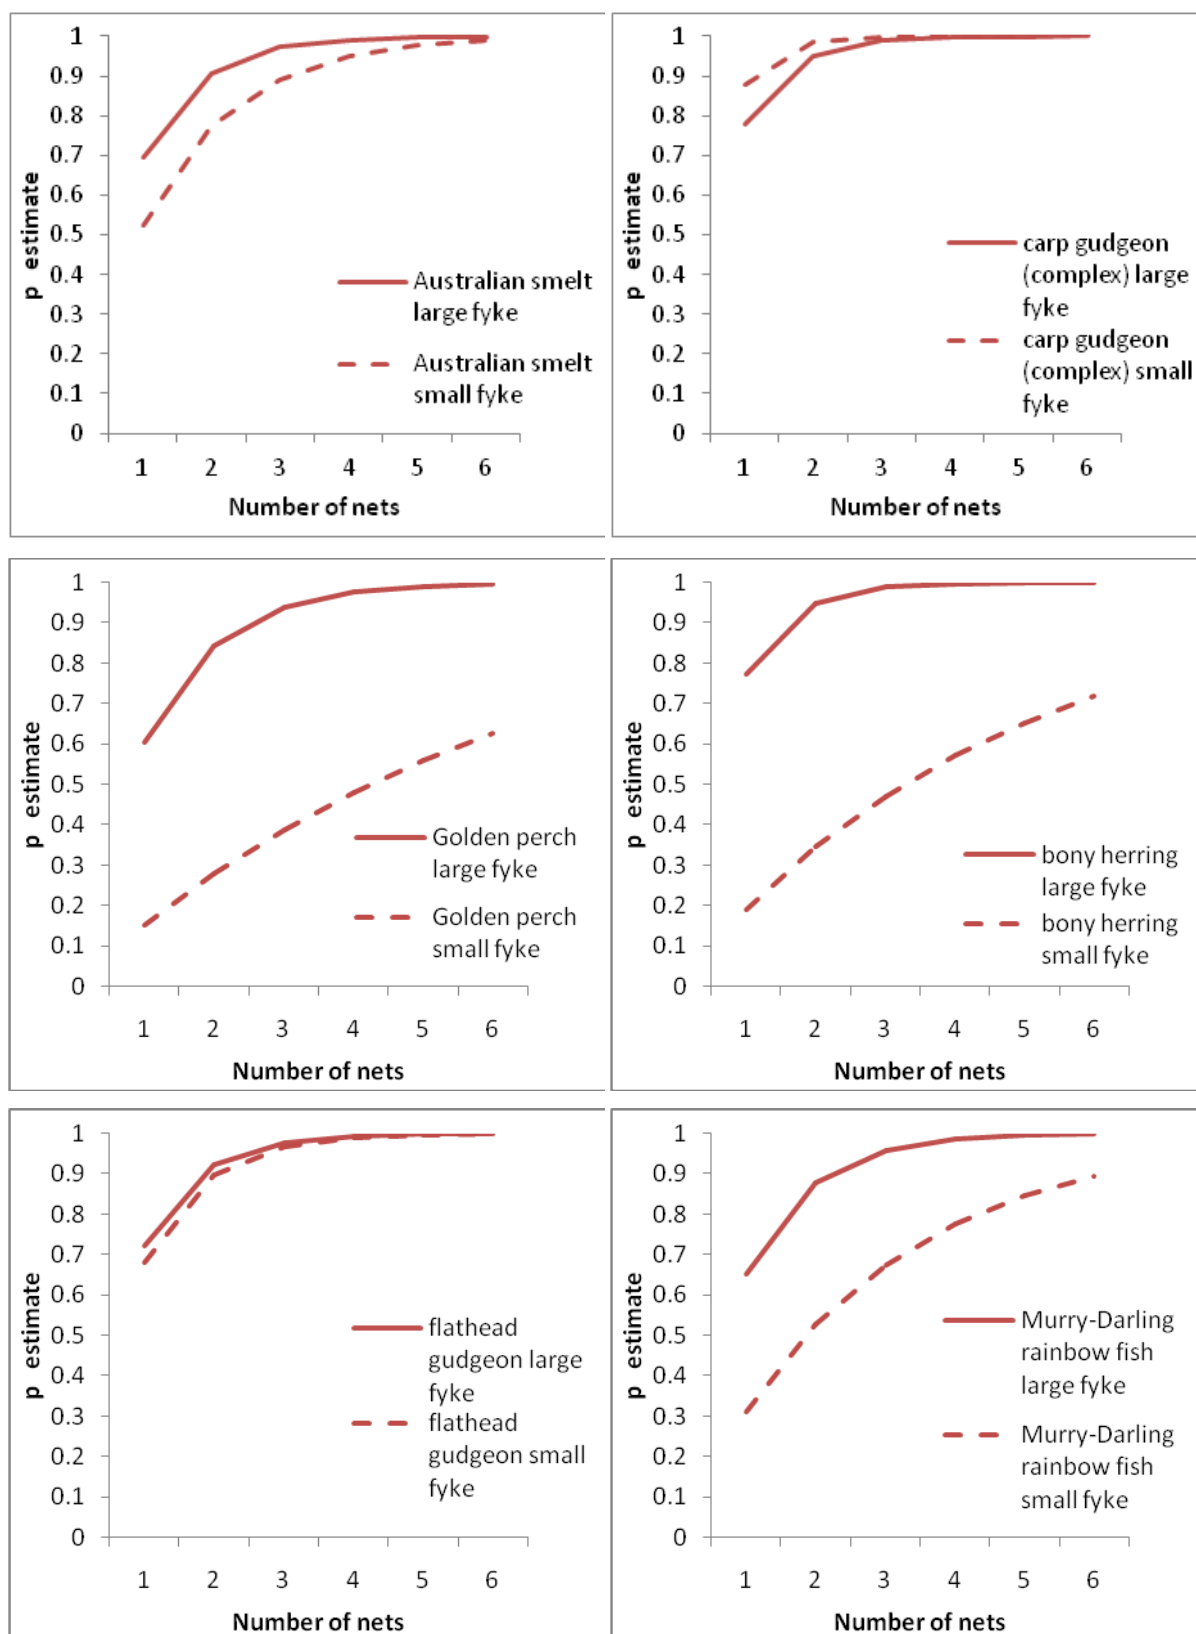 1
0.9
0.8
0.7
0.6
0.5
0.4
0.3
0.2
0.1
0
p estimate
Australian smelt
large fyke
Australian smelt
small fyke
1 2 3 4 5 6
Number of nets
1
0.9
0.8
0.7
0.6
0.5
0.4
0.3
0.2
0.1
0
p estimate
carp gudgeon
(complex) large
fyke
carp gudgeon
(complex) small
fyke
1 2 3 4 5 6
Number of nets
1
0.9
0.8
0.7
0.6
0.5
0.4
0.3
0.2
0.1
0
p estimate
Golden perch
large fyke
Golden perch
small fyke
1 2 3 4 5 6
Number of nets
1
0.9
0.8
0.7
0.6
0.5
0.4
0.3
0.2
0.1
0
p estimate
bony herring
large fyke
bony herring
small fyke
1 2 3 4 5 6
Number of nets
1
0.9
0.8
0.7
0.6
0.5
0.4
0.3
0.2
0.1
0
p estimate
flathead
gudgeon large
fyke
flathead
gudgeon small
fyke
1 2 3 4 5 6
Number of nets
1
0.9
0.8
0.7
0.6
0.5
0.4
0.3
0.2
0.1
0
p estimate
Murry-Darling
rainbow fish
large fyke
Murry-Darling
rainbow fish
small fyke
1 2 3 4 5 6
Number of nets